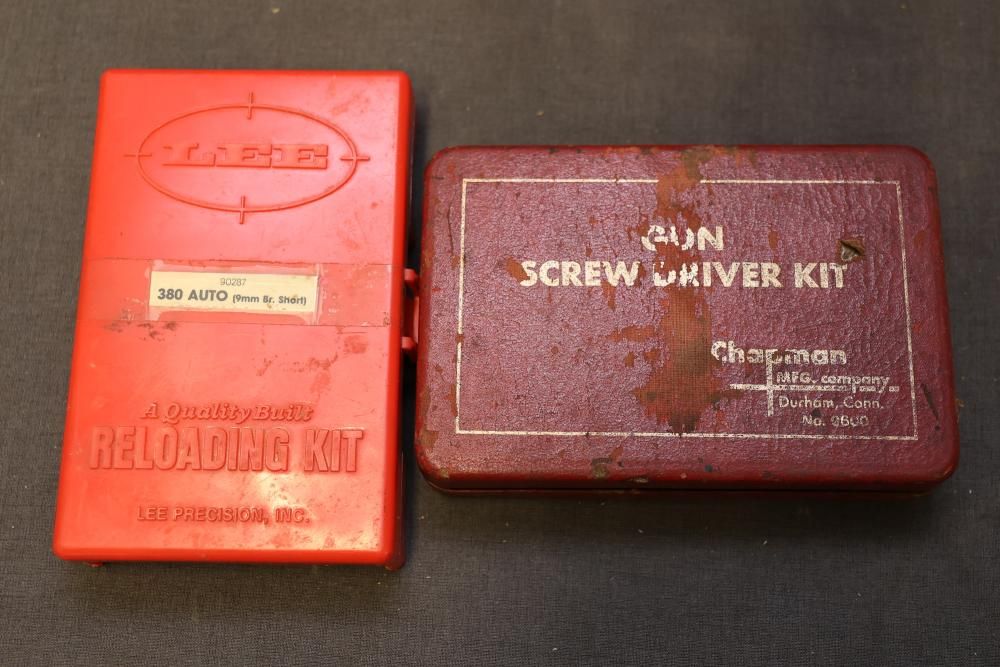 LEE
90287
380 AUTO (9mm Br. Short)
A Quality Built
RELOADING KIT
LEE PRECISION, INC.
GUN
SCREW DRIVER KIT
Chapman
MFG. company
Durham, Conn.
No.